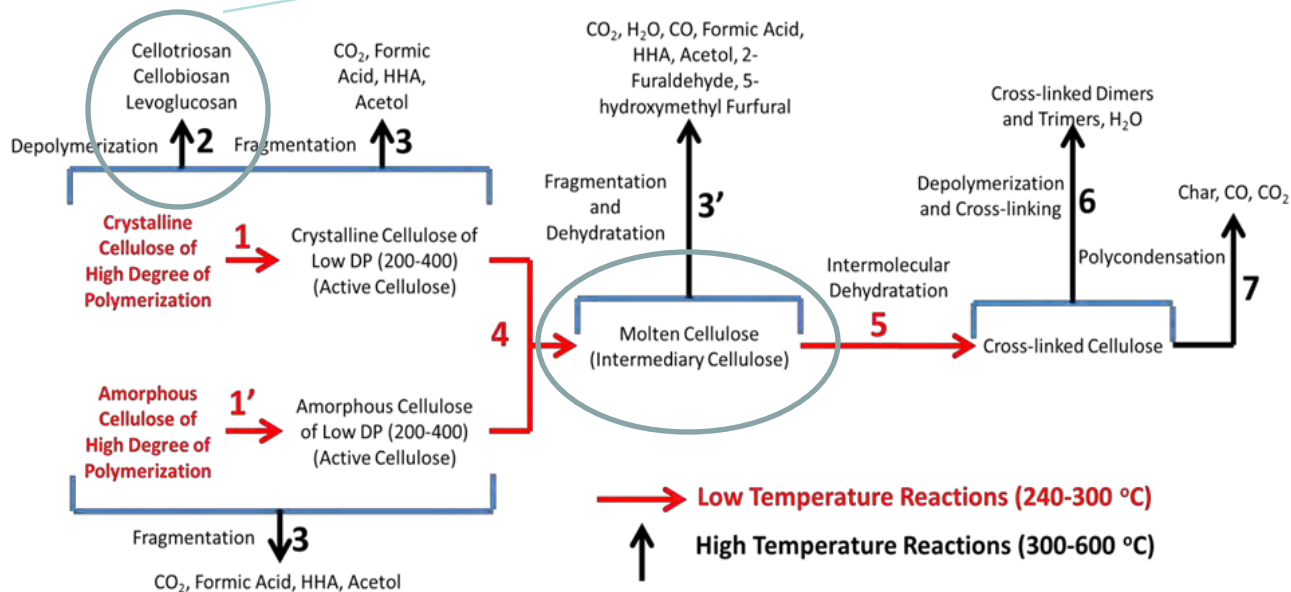 Cellotriosan
Cellobiosan
Levoglucosan
CO₂, Formic
Acid, HHA,
Acetol
CO₂, H₂O, CO, Formic Acid,
HHA, Acetol, 2-
Furaldehyde, 5-
hydroxymethyl Furfural
Cross-linked Dimers
and Trimers, H₂O
Depolymerization
2
Fragmentation
3
Fragmentation
and
Dehydratation
3’
Depolymerization
and Cross-linking
6
Char, CO, CO₂
Polycondensation
7
Crystalline
Cellulose of
High Degree of
Polymerization
1
Crystalline Cellulose of
Low DP (200-400)
(Active Cellulose)
4
Molten Cellulose
(Intermediary Cellulose)
Intermolecular
Dehydratation
5
Cross-linked Cellulose
Amorphous
Cellulose of
High Degree of
Polymerization
1’
Amorphous Cellulose
of Low DP (200-400)
(Active Cellulose)
Fragmentation
3
CO₂, Formic Acid, HHA, Acetol
Low Temperature Reactions (240-300 °C)
High Temperature Reactions (300-600 °C)